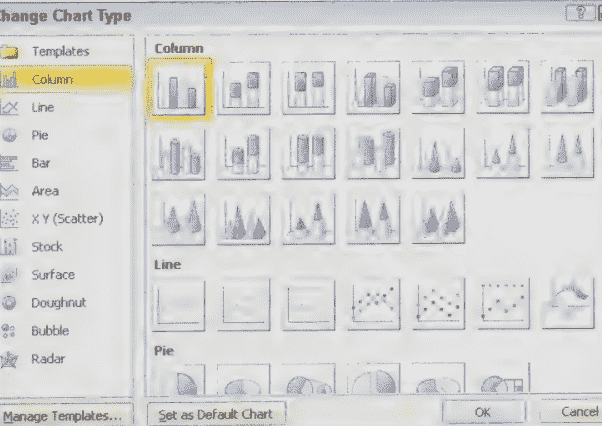 Change Chart Type
Templates
Column
Line
Pie
Bar
Area
X Y (Scatter)
Stock
Surface
Doughnut
Bubble
Radar
Manage Templates...
Column
Line
Pie
Set as Default Chart
OK
Cancel